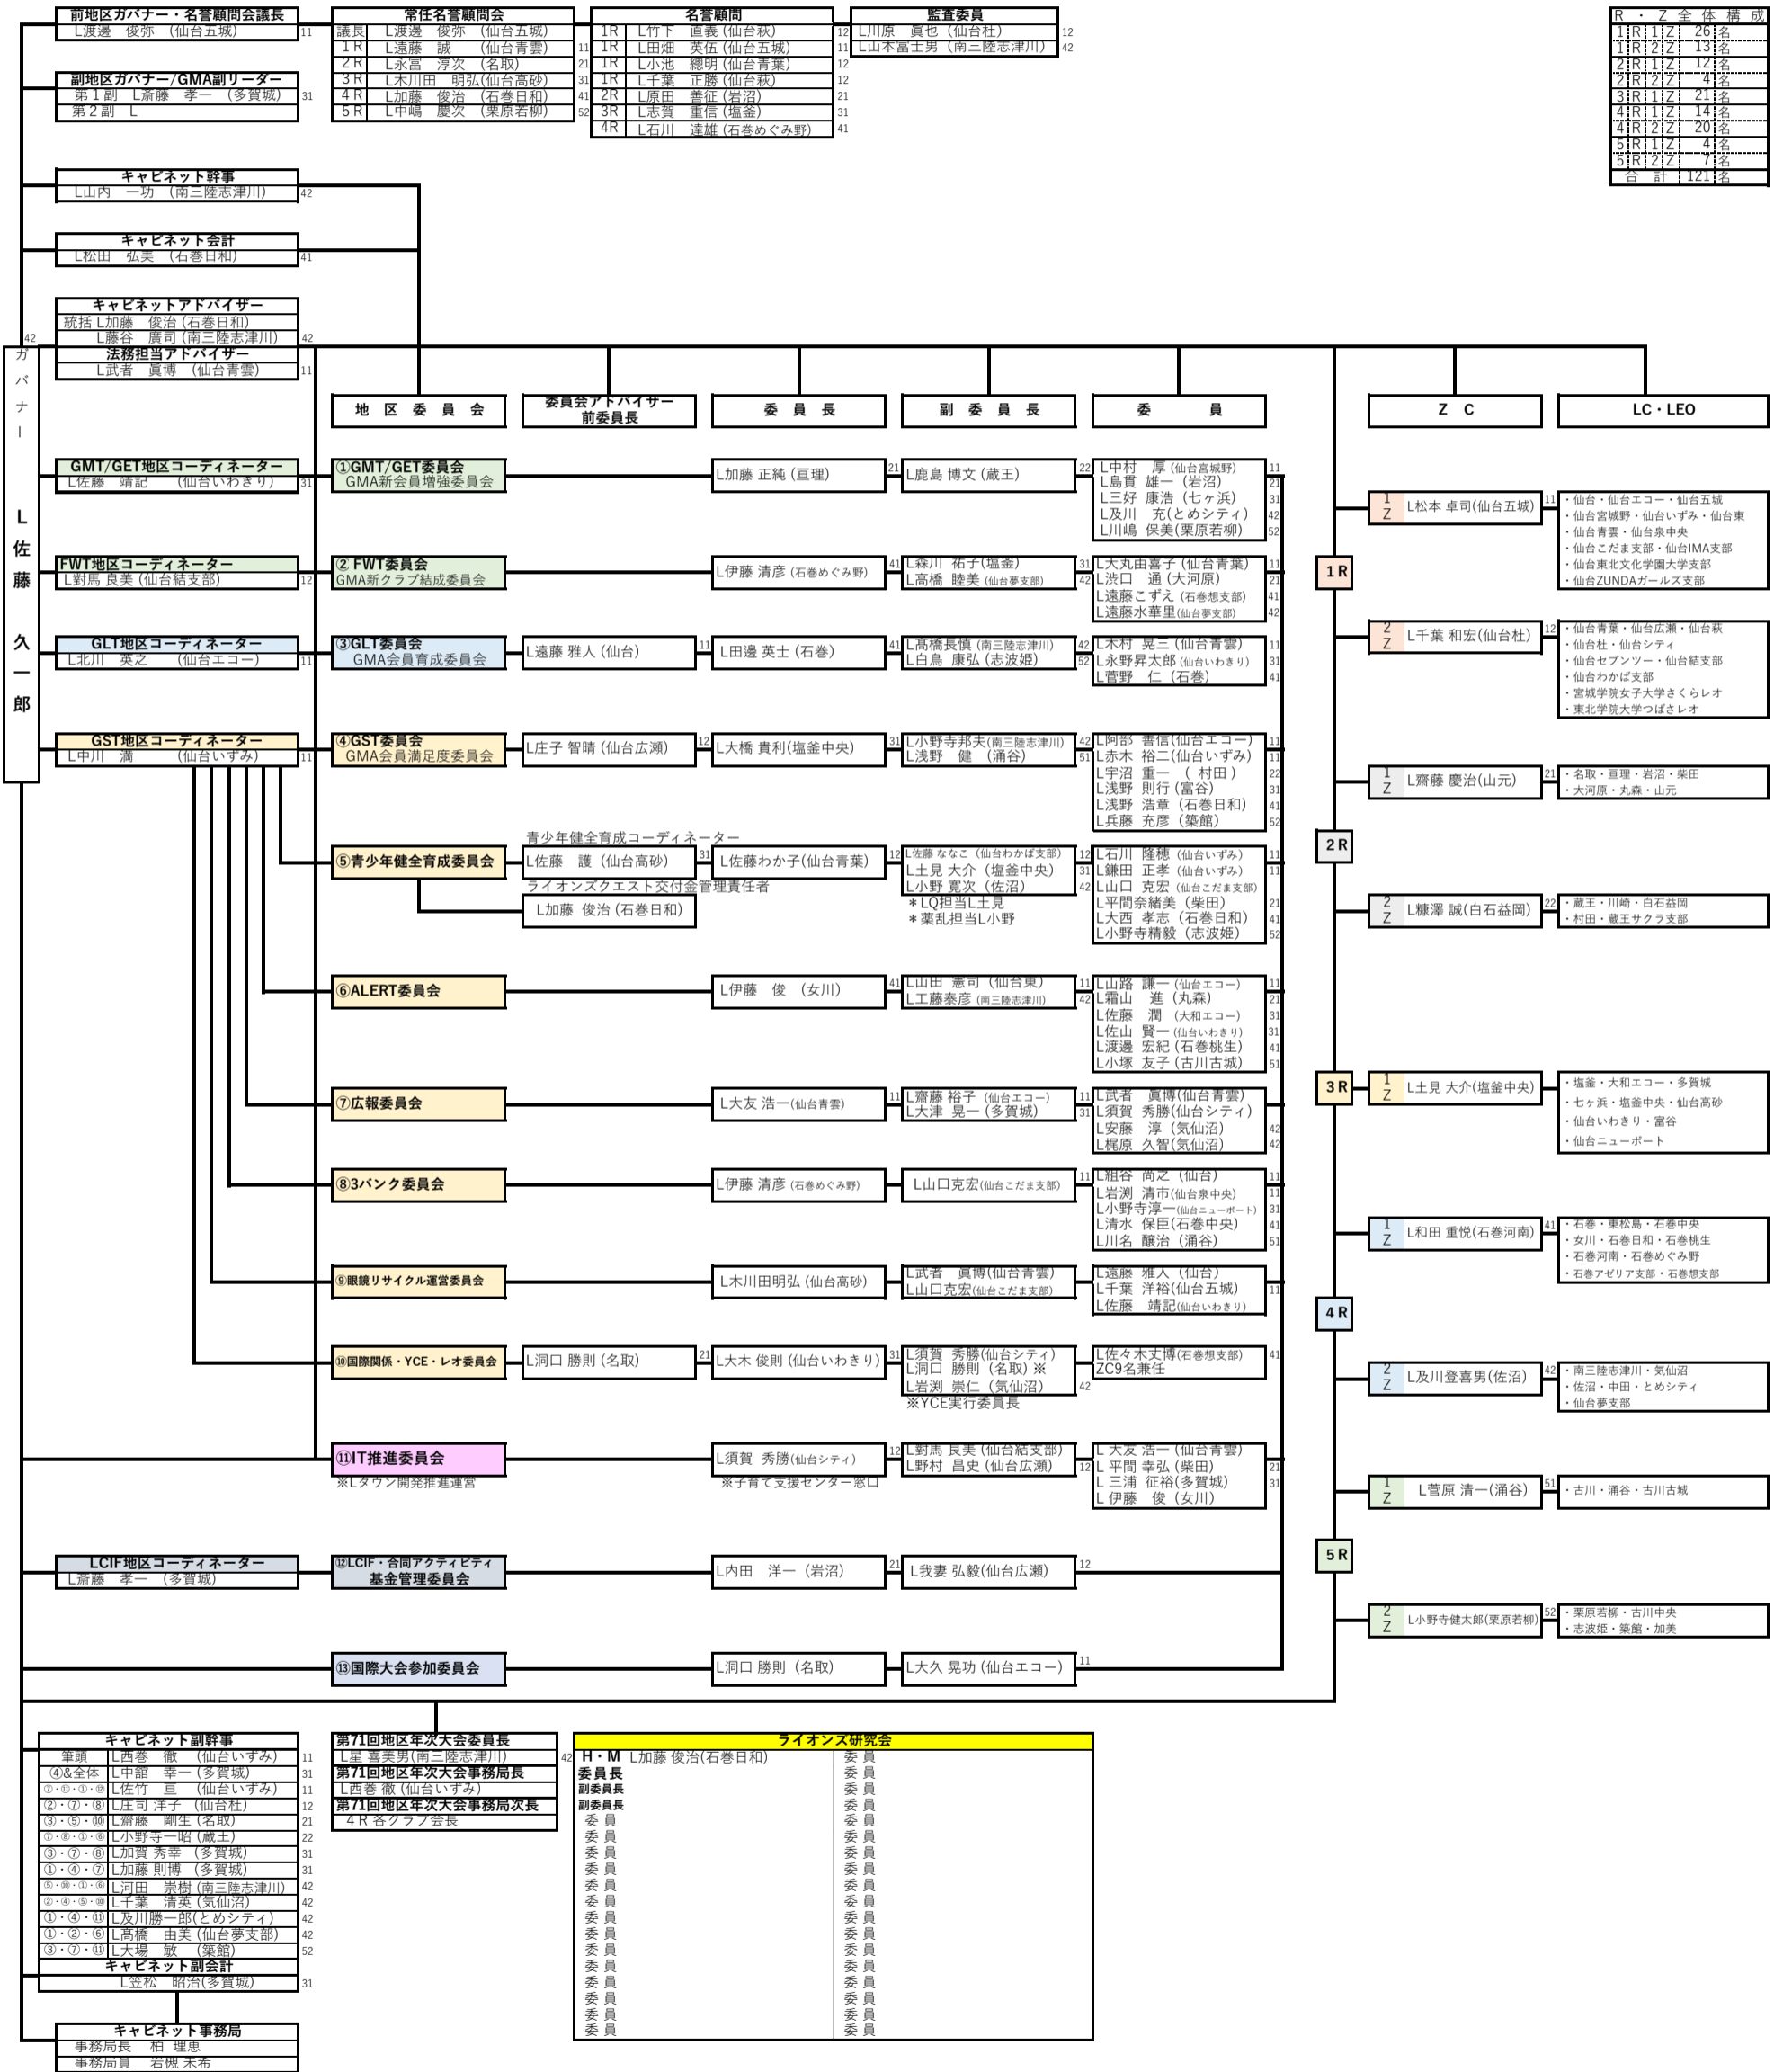 前地区ガバナー・名誉顧問会議長
L渡邊 俊弥 (仙台五城) 11
副地区ガバナー/GMA副リーダー
第1副 L斎藤 孝一 (多賀城) 31
第2副 L
キャビネット幹事
L山内 一功 (南三陸志津川) 42
キャビネット会計
L松田 弘美 (石巻日和) 41
キャビネットアドバイザー
統括 L加藤 俊治 (石巻日和)
L藤谷 廣司 (南三陸志津川) 42
法務担当アドバイザー
L武者 眞博 (仙台青雲) 11
常任名誉顧問会
議長 L渡邊 俊弥 (仙台五城)
1R L遠藤 誠 (仙台青雲) 11
2R L永富 淳次 (名取) 21
3R L木川田 明弘(仙台高砂) 31
4R L加藤 俊治 (石巻日和) 41
5R L中嶋 慶次 (栗原若柳) 52
名誉顧問
1R L竹下 直義 (仙台萩) 12
1R L田畑 英伍 (仙台五城) 11
1R L小池 總明 (仙台青葉) 12
1R L千葉 正勝 (仙台萩) 12
2R L原田 善征 (岩沼) 21
3R L志賀 重信 (塩釜) 31
4R L石川 達雄 (石巻めぐみ野) 41
監査委員
L川原 眞也 (仙台杜) 12
L山本富士男 (南三陸志津川) 42
R・Z全体構成
1R1Z 26名
1R2Z 13名
2R1Z 12名
2R2Z 4名
3R1Z 21名
4R1Z 14名
4R2Z 20名
5R1Z 4名
5R2Z 7名
合計 121名
42
ガバナー L佐藤 久一郎
地区委員会
委員会アドバイザー
前委員長
委員長
副委員長
委員
Z C
LC・LEO
GMT/GET地区コーディネーター
L佐藤 靖記 (仙台いわきり) 31
①GMT/GET委員会
GMA新会員増強委員会
L加藤 正純 (亘理) 21
L鹿島 博文 (蔵王) 22
L中村 厚 (仙台宮城野) 11
L島貫 雄一 (岩沼) 21
L三好 康浩 (七ヶ浜) 31
L及川 充(とめシティ) 42
L川嶋 保美(栗原若柳) 52
FWT地区コーディネーター
L對馬 良美 (仙台結支部) 12
② FWT委員会
GMA新クラブ結成委員会
L伊藤 清彦 (石巻めぐみ野) 41
L森川 祐子(塩釜) 31
L高橋 睦美 (仙台夢支部) 42
L大丸由喜子 (仙台青葉) 11
L渋口 通 (大河原) 21
L遠藤こずえ (石巻想支部) 41
L遠藤水華里(仙台夢支部) 42
GLT地区コーディネーター
L北川 英之 (仙台エコー) 11
③GLT委員会
GMA会員育成委員会
L遠藤 雅人 (仙台) 11
L田邊 英士 (石巻) 41
L髙橋長慎 (南三陸志津川) 42
L白鳥 康弘 (志波姫) 52
L木村 晃三 (仙台青雲) 11
L永野昇太郎 (仙台いわきり) 31
L菅野 仁 (石巻) 41
GST地区コーディネーター
L中川 満 (仙台いずみ) 11
④GST委員会
GMA会員満足度委員会
L庄子 智晴 (仙台広瀬) 12
L大橋 貴利(塩釜中央) 31
L小野寺邦夫(南三陸志津川) 42
L浅野 健 (涌谷) 51
L阿部 善信(仙台エコー) 11
L赤木 裕二(仙台いずみ) 11
L宇沼 重一 ( 村田 ) 22
L浅野 則行 (富谷) 31
L浅野 浩章 (石巻日和) 41
L兵藤 充彦 (築館) 52
⑤青少年健全育成委員会
青少年健全育成コーディネーター
L佐藤 護 (仙台高砂) 31
ライオンズクエスト交付金管理責任者
L加藤 俊治 (石巻日和)
L佐藤わか子(仙台青葉) 12
L佐藤 ななこ (仙台わかば支部) 12
L土見 大介 (塩釜中央) 31
L小野 寛次 (佐沼) 42
＊LQ担当L土見
＊薬乱担当L小野
L石川 隆穂 (仙台いずみ) 11
L鎌田 正孝 (仙台いずみ) 11
L山口 克宏 (仙台こだま支部)
L平間奈緒美 (柴田) 21
L大西 孝志 (石巻日和) 41
L小野寺精毅 (志波姫) 52
⑥ALERT委員会
L伊藤 俊 (女川) 41
L山田 憲司 (仙台東) 11
L工藤泰彦 (南三陸志津川) 42
L山路 謙一 (仙台エコー) 11
L霜山 進 (丸森) 21
L佐藤 潤 (大和エコー) 31
L佐山 賢一 (仙台いわきり) 31
L渡邊 宏紀 (石巻桃生) 41
L小塚 友子 (古川古城) 51
⑦広報委員会
L大友 浩一(仙台青雲) 11
L齋藤 裕子 (仙台エコー) 11
L大津 晃一 (多賀城) 31
L武者 眞博(仙台青雲)
L須賀 秀勝(仙台シティ)
L安藤 淳 (気仙沼) 42
L梶原 久智(気仙沼) 42
⑧3バンク委員会
L伊藤 清彦 (石巻めぐみ野)
L山口克宏(仙台こだま支部) 11
L組谷 尚之 (仙台) 11
L岩渕 清市(仙台泉中央) 11
L小野寺淳一(仙台ニューポート) 31
L清水 保臣(石巻中央) 41
L川名 醸治 (涌谷) 51
⑨眼鏡リサイクル運営委員会
L木川田明弘 (仙台高砂)
L武者 眞博(仙台青雲)
L山口克宏(仙台こだま支部)
L遠藤 雅人 (仙台)
L千葉 洋裕(仙台五城) 11
L佐藤 靖記(仙台いわきり)
⑩国際関係・YCE・レオ委員会
L洞口 勝則 (名取) 21
L大木 俊則 (仙台いわきり) 31
L須賀 秀勝(仙台シティ)
L洞口 勝則 (名取) ※
L岩渕 崇仁 (気仙沼) 42
※YCE実行委員長
L佐々木丈博(石巻想支部) 41
ZC9名兼任
⑪IT推進委員会
※Lタウン開発推進運営
L須賀 秀勝(仙台シティ) 12
※子育て支援センター窓口
L對馬 良美 (仙台結支部)
L野村 昌史 (仙台広瀬) 12
L 大友 浩一 (仙台青雲)
L 平間 幸弘 (柴田) 21
L 三浦 征裕(多賀城) 31
L 伊藤 俊 (女川)
LCIF地区コーディネーター
L斎藤 孝一 (多賀城)
⑫LCIF・合同アクティビティ
基金管理委員会
L内田 洋一 (岩沼) 21
L我妻 弘毅(仙台広瀬) 12
⑬国際大会参加委員会
L洞口 勝則 (名取)
L大久 晃功 (仙台エコー) 11
1R
1Z L松本 卓司(仙台五城) 11
・仙台・仙台エコー・仙台五城
・仙台宮城野・仙台いずみ・仙台東
・仙台青雲・仙台泉中央
・仙台こだま支部・仙台IMA支部
・仙台東北文化学園大学支部
・仙台ZUNDAガールズ支部
2Z L千葉 和宏(仙台杜) 12
・仙台青葉・仙台広瀬・仙台萩
・仙台杜・仙台シティ
・仙台セブンツー・仙台結支部
・仙台わかば支部
・宮城学院女子大学さくらレオ
・東北学院大学つばさレオ
2R
1Z L齋藤 慶治(山元) 21
・名取・亘理・岩沼・柴田
・大河原・丸森・山元
2Z L糠澤 誠(白石益岡) 22
・蔵王・川崎・白石益岡
・村田・蔵王サクラ支部
3R
1Z L土見 大介(塩釜中央)
・塩釜・大和エコー・多賀城
・七ヶ浜・塩釜中央・仙台高砂
・仙台いわきり・富谷
・仙台ニューポート
4R
1Z L和田 重悦(石巻河南) 41
・石巻・東松島・石巻中央
・女川・石巻日和・石巻桃生
・石巻河南・石巻めぐみ野
・石巻アゼリア支部・石巻想支部
2Z L及川登喜男(佐沼) 42
・南三陸志津川・気仙沼
・佐沼・中田・とめシティ
・仙台夢支部
5R
1Z L菅原 清一(涌谷) 51
・古川・涌谷・古川古城
2Z L小野寺健太郎(栗原若柳) 52
・栗原若柳・古川中央
・志波姫・築館・加美
キャビネット副幹事
筆頭 L西巻 徹 (仙台いずみ) 11
④&全体 L中舘 幸一 (多賀城) 31
L佐竹 亘 (仙台いずみ) 11
②・⑦・⑧ L庄司 洋子 (仙台杜) 12
③・⑤・⑩ L齋藤 剛生 (名取) 21
⑦・⑧・①・⑥ L小野寺一昭 (蔵王) 22
③・⑦・⑧ L加賀 秀幸 (多賀城) 31
①・④・⑦ L加藤 則博 (多賀城) 31
⑤・⑩・①・⑥ L河田 崇樹 (南三陸志津川) 42
②・④・⑤・⑩ L千葉 清英 (気仙沼) 42
①・④・⑪ L及川勝一郎(とめシティ) 42
①・②・⑥ L髙橋 由美 (仙台夢支部) 42
③・⑦・⑪ L大場 敏 (築館) 52
キャビネット副会計
L笠松 昭治(多賀城) 31
キャビネット事務局
事務局長 柏 理恵
事務局員 岩槻 未希
第71回地区年次大会委員長
L星 喜美男(南三陸志津川) 42
第71回地区年次大会事務局長
L西巻 徹 (仙台いずみ)
第71回地区年次大会事務局次長
4R 各クラブ会長
ライオンズ研究会
H・M L加藤 俊治(石巻日和) 委員
委員長 委員
副委員長 委員
副委員長 委員
委員 委員
委員 委員
委員 委員
委員 委員
委員 委員
委員 委員
委員 委員
委員 委員
委員 委員
委員 委員
委員 委員
委員 委員
委員 委員
委員 委員